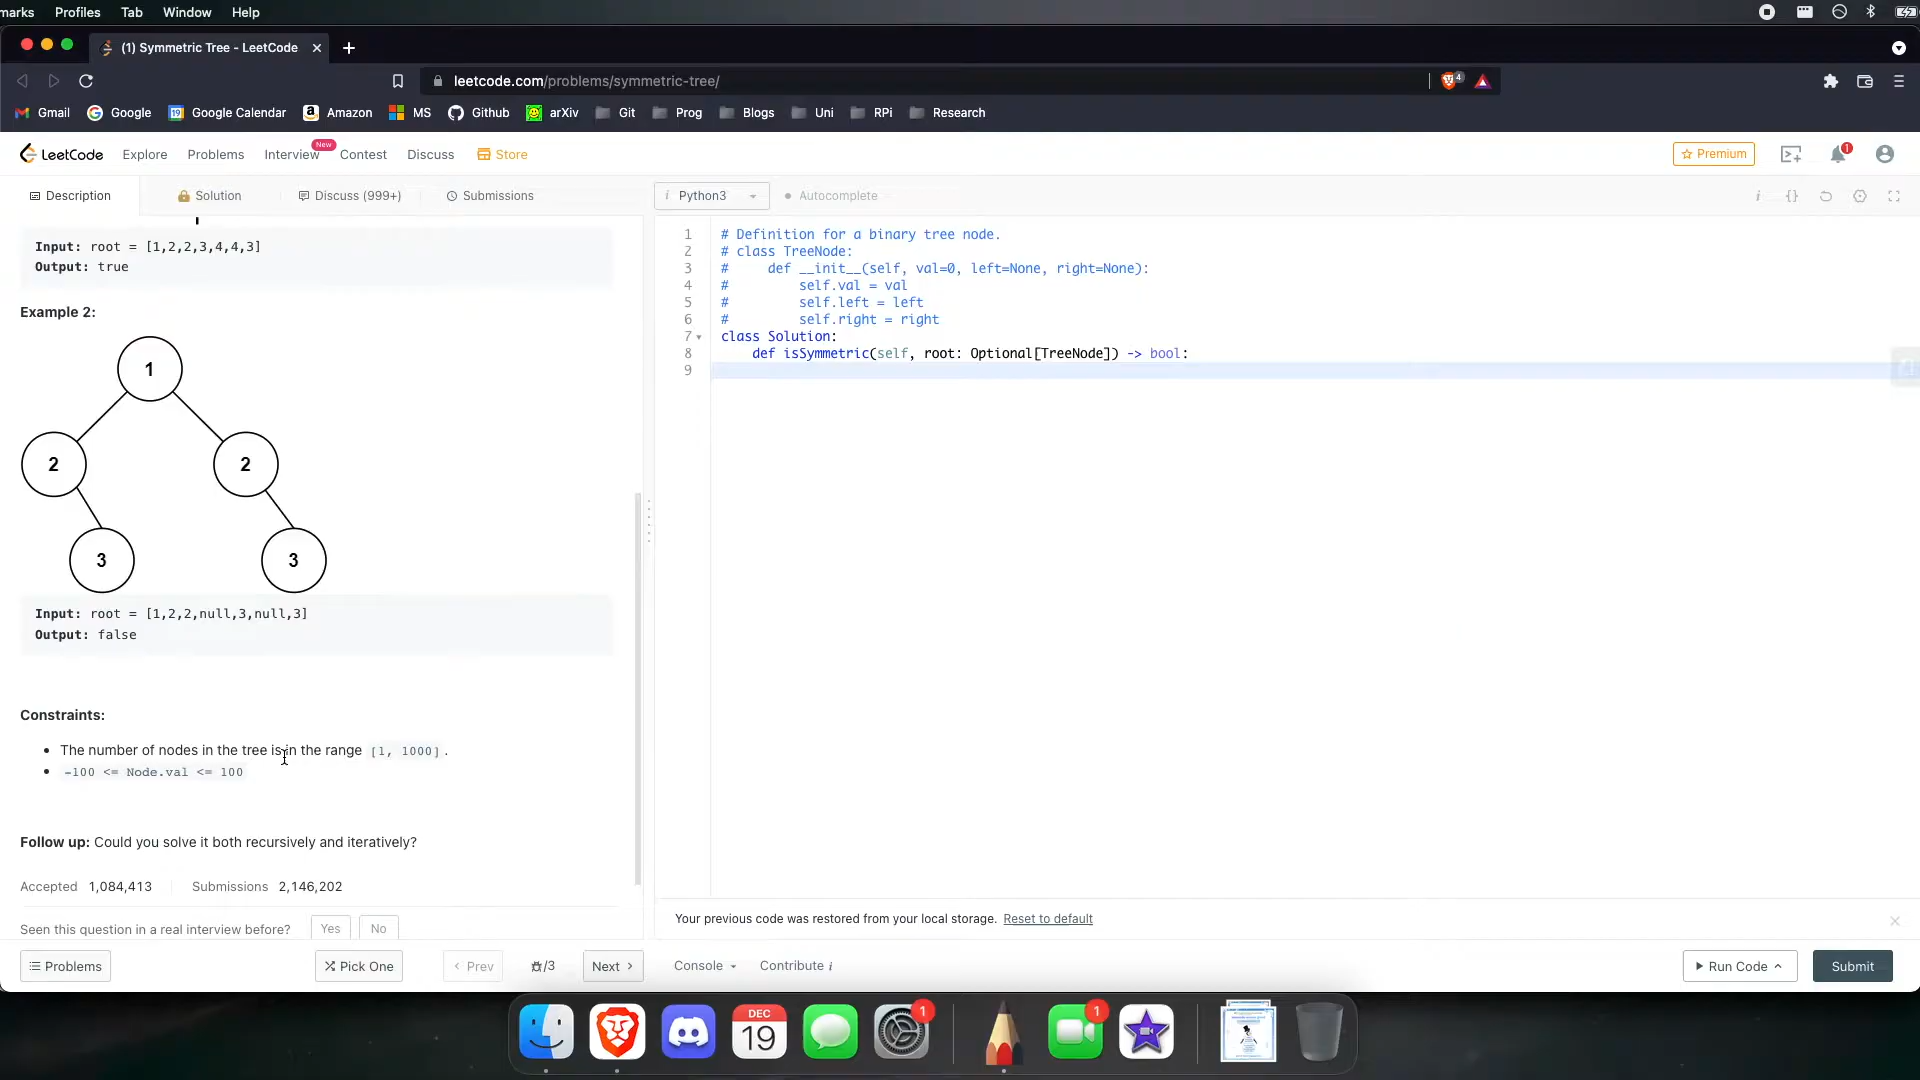 marks Profiles Tab Window Help
(1) Symmetric Tree - LeetCode
leetcode.com/problems/symmetric-tree/
4
Gmail Google Google Calendar Amazon MS Github arXiv Git Prog Blogs Uni RPi Research
LeetCode Explore Problems Interview New Contest Discuss Store Premium 1
Description Solution Discuss (999+) Submissions
i Python3 Autocomplete i {}
Input: root = [1,2,2,3,4,4,3]
Output: true
Example 2:
1
2 2
3 3
Input: root = [1,2,2,null,3,null,3]
Output: false
Constraints:
The number of nodes in the tree is in the range [1, 1000].
-100 <= Node.val <= 100
Follow up: Could you solve it both recursively and iteratively?
Accepted 1,084,413 Submissions 2,146,202
Seen this question in a real interview before? Yes No
1 # Definition for a binary tree node.
2 # class TreeNode:
3 #     def __init__(self, val=0, left=None, right=None):
4 #         self.val = val
5 #         self.left = left
6 #         self.right = right
7 class Solution:
8     def isSymmetric(self, root: Optional[TreeNode]) -> bool:
9
Your previous code was restored from your local storage. Reset to default
Problems Pick One < Prev /3 Next > Console Contribute i Run Code Submit
DEC
19
1
1